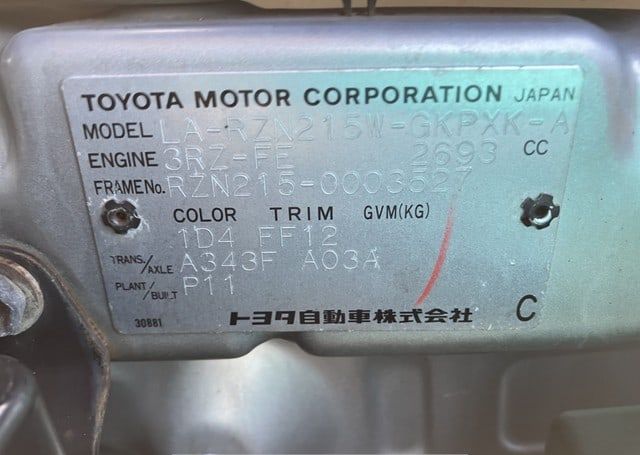 TOYOTA MOTOR CORPORATION JAPAN
MODEL LA-RZN215W-GKPXK-A
ENGINE 3RZ-FE 2693 CC
FRAME No. RZN215-0003527
COLOR TRIM GVM(KG)
1D4 FF12
TRANS./AXLE A343F A03A
PLANT/BUILT P11
30881 トヨタ自動車株式会社 C